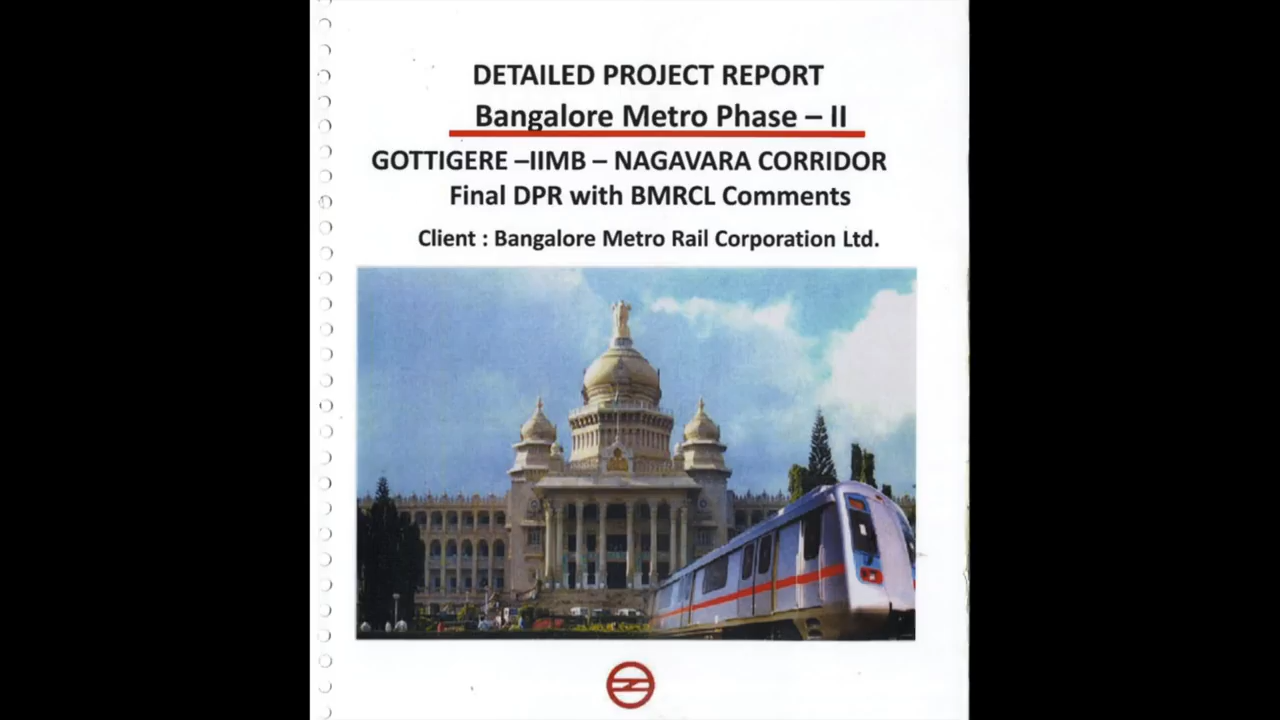 DETAILED PROJECT REPORT
Bangalore Metro Phase – II
GOTTIGERE –IIMB – NAGAVARA CORRIDOR
Final DPR with BMRCL Comments
Client : Bangalore Metro Rail Corporation Ltd.